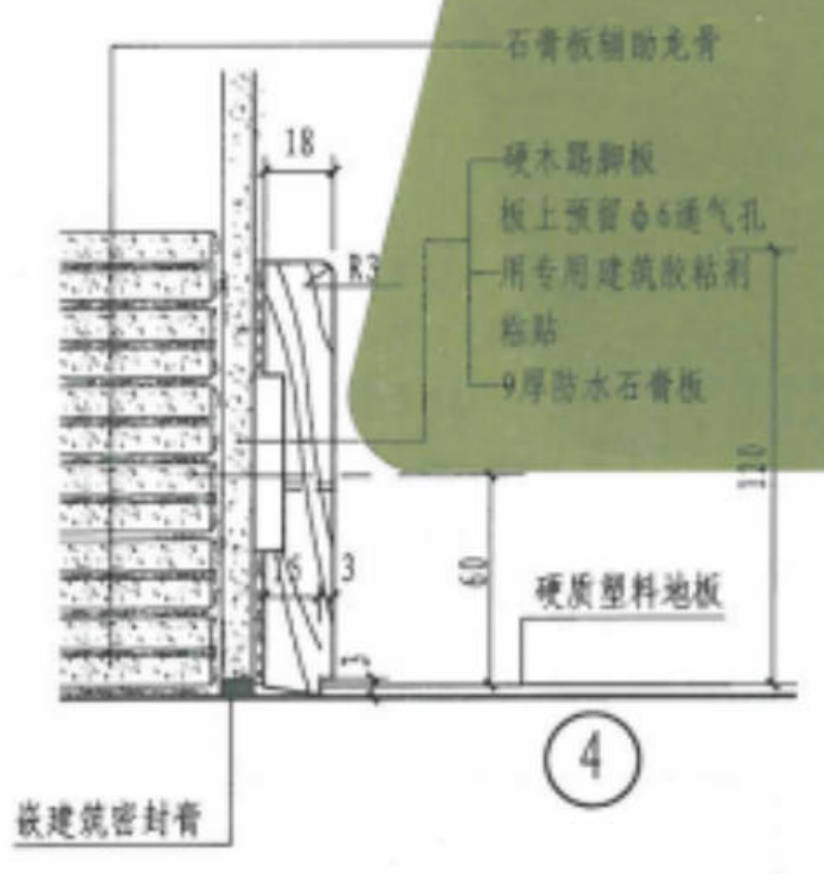 石膏板辅助龙骨
18
硬木踢脚板
板上预留ф6通气孔
R3
用专用建筑胶粘剂
粘贴
9厚防水石膏板
120
60
16
3
3
硬质塑料地板
4
嵌建筑密封膏